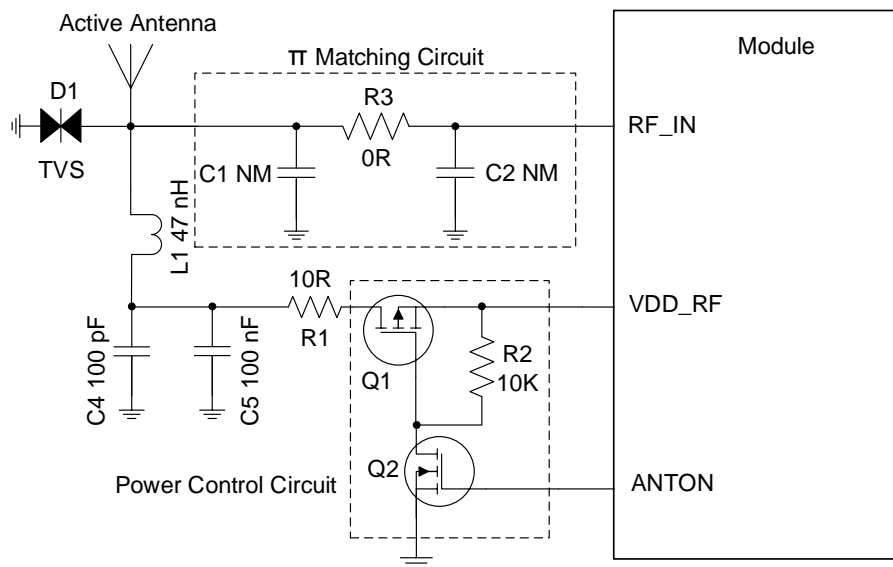 Active Antenna
π Matching Circuit
Module
D1
R3
RF_IN
TVS
C1 NM
0R
C2 NM
L1 47 nH
10R
VDD_RF
R1
Q1
R2
10K
C4 100 pF
C5 100 nF
Q2
Power Control Circuit
ANTON